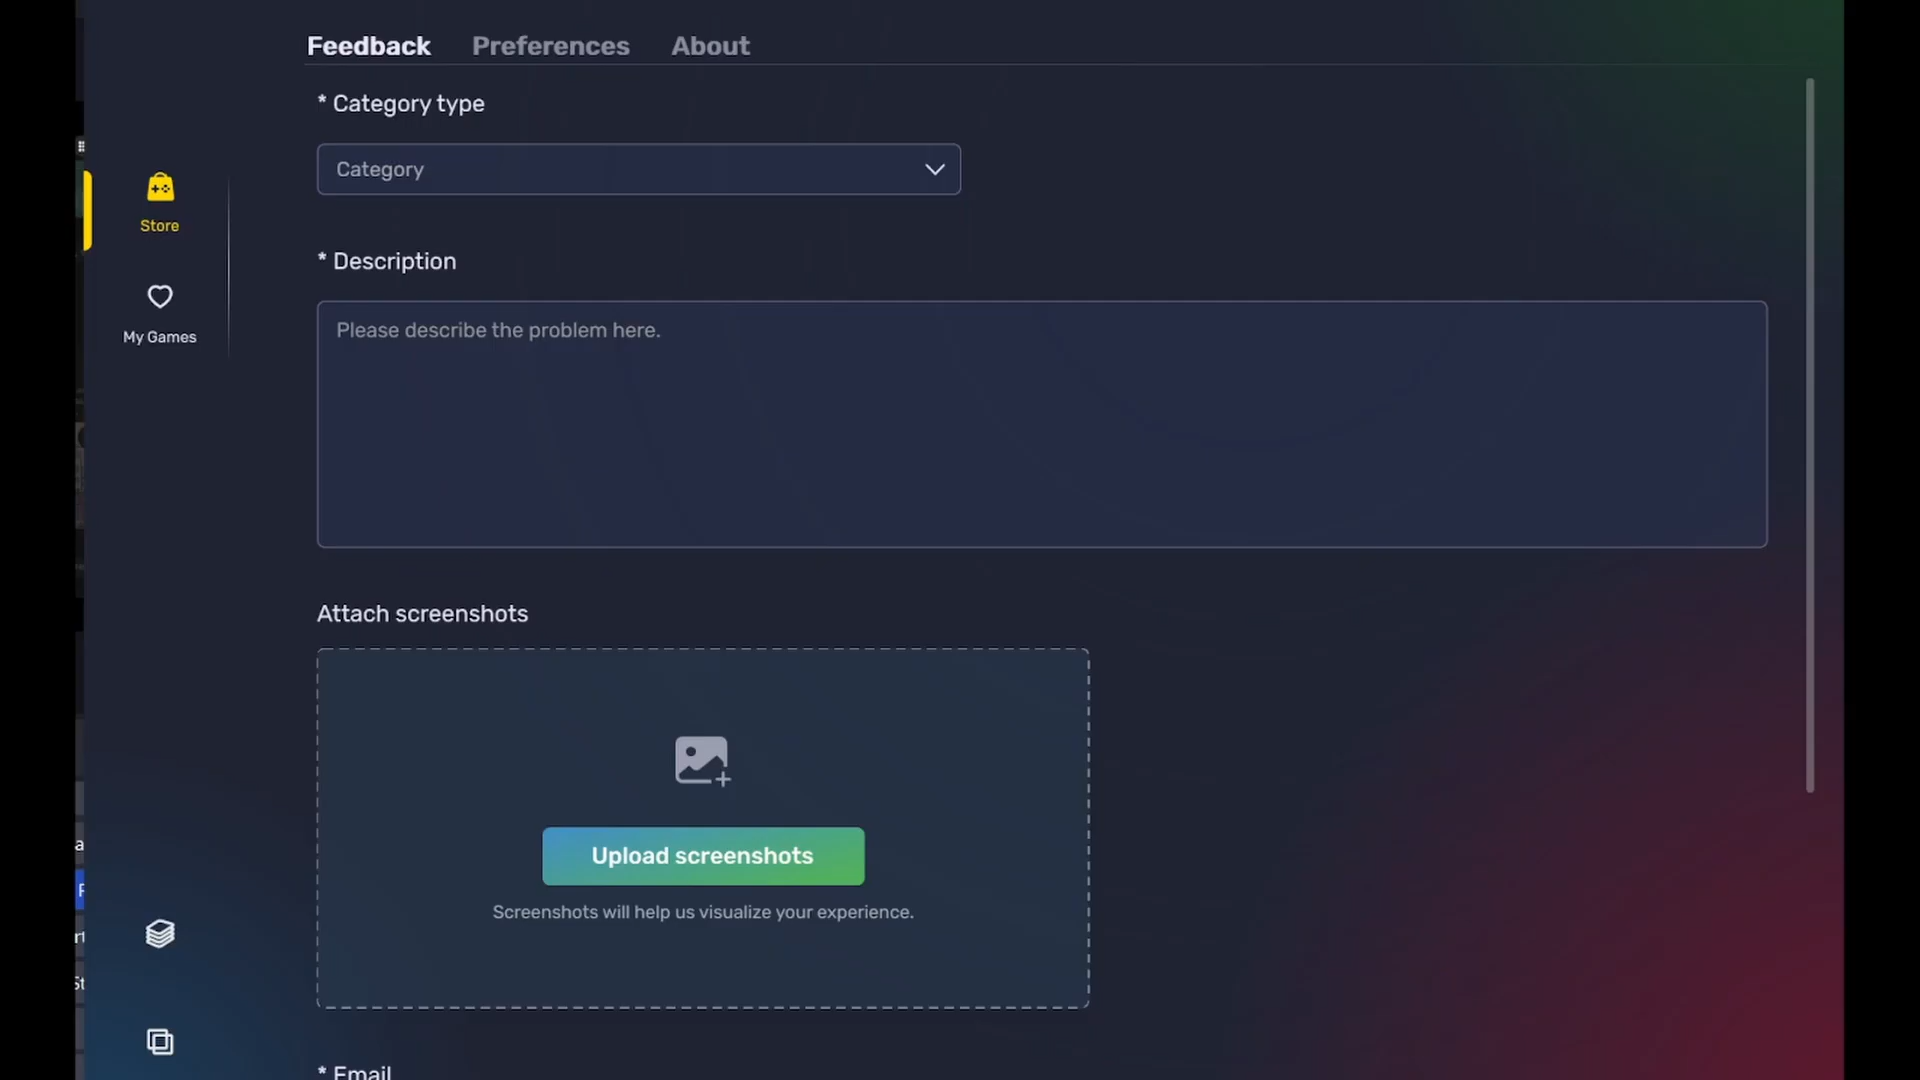 Feedback Preferences About
* Category type
Category
Store
* Description
My Games
Please describe the problem here.
Attach screenshots
Upload screenshots
Screenshots will help us visualize your experience.
* Email